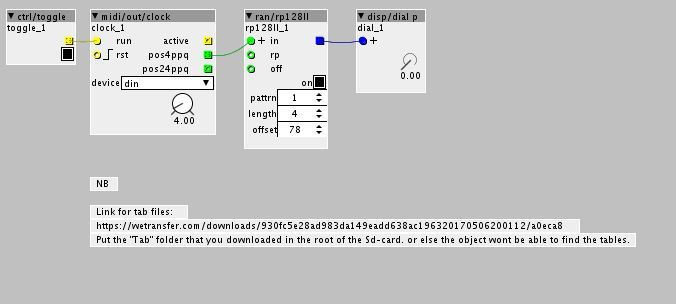 ctrl/toggle
toggle_1
midi/out/clock
clock_1
run active
rst pos4ppq
pos24ppq
device din
4.00
ran/rp128II
rp128II_1
+ in
rp
off
on
pattrn 1
length 4
offset 78
disp/dial p
dial_1
+
0.00
NB
Link for tab files:
https://wetransfer.com/downloads/930fc5e28ad983da149eadd638ac196320170506200112/a0eca8
Put the "Tab" folder that you downloaded in the root of the Sd-card. or else the object wont be able to find the tables.